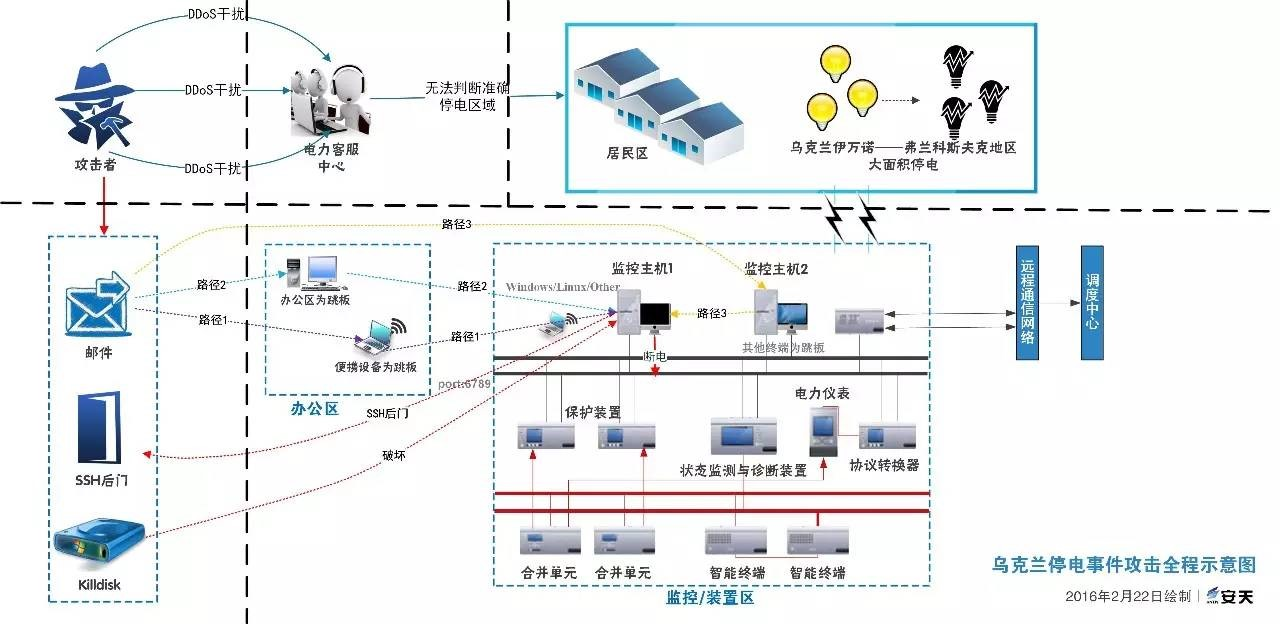 DDoS干扰
DDoS干扰
DDoS干扰
攻击者
电力客服
中心
无法判断准确
停电区域
居民区
乌克兰伊万诺——弗兰科斯夫克地区
大面积停电
路径3
路径2
路径1
邮件
SSH后门
Killdisk
办公区为跳板
便携设备为跳板
办公区
路径2
路径1
Windows/Linux/Other
port:6789
SSH后门
破坏
监控主机1
监控主机2
路径3
断电
其他终端为跳板
保护装置
状态监测与诊断装置
电力仪表
协议转换器
合并单元
合并单元
智能终端
智能终端
监控/装置区
远程通信网络
调度中心
乌克兰停电事件攻击全程示意图
2016年2月22日绘制
安天